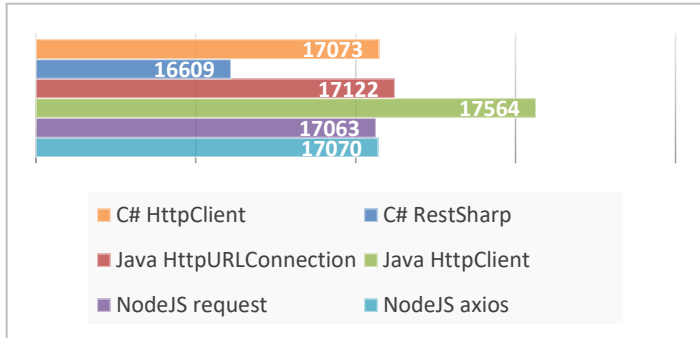 17073
16609
17122
17564
17063
17070
C# HttpClient C# RestSharp
Java HttpURLConnection Java HttpClient
NodeJS request NodeJS axios